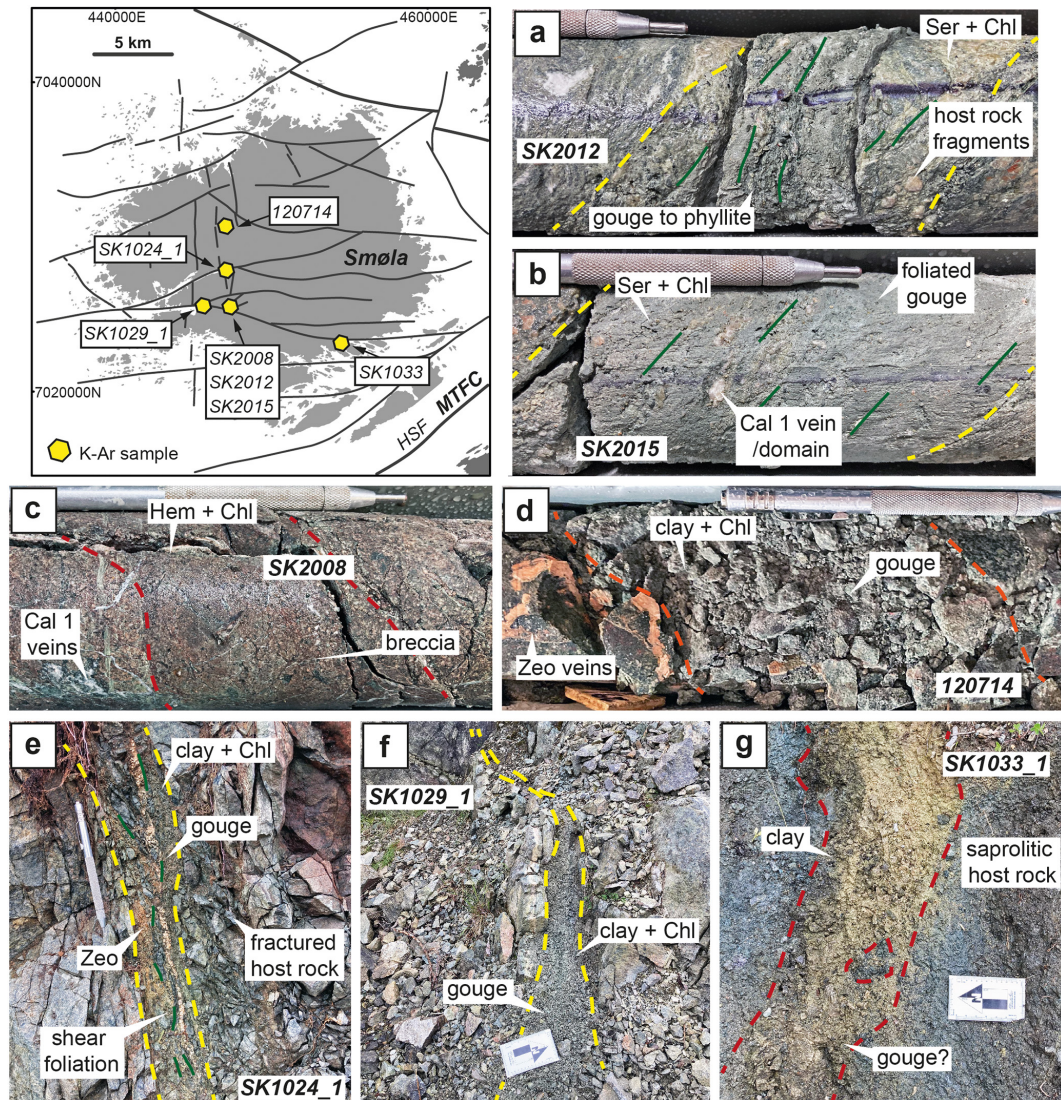 440000E
460000E
5 km
7040000N
120714
SK1024_1
Smøla
SK1029_1
SK2008
SK2012
SK2015
SK1033
7020000N
HSF
MTFC
K-Ar sample
a
Ser + Chl
SK2012
host rock
fragments
gouge to phyllite
b
Ser + Chl
foliated
gouge
Cal 1 vein
/domain
SK2015
c
Hem + Chl
SK2008
Cal 1
veins
breccia
d
clay + Chl
gouge
Zeo veins
120714
e
clay + Chl
gouge
Zeo
fractured
host rock
shear
foliation
SK1024_1
f
SK1029_1
clay + Chl
gouge
g
SK1033_1
clay
saprolitic
host rock
gouge?